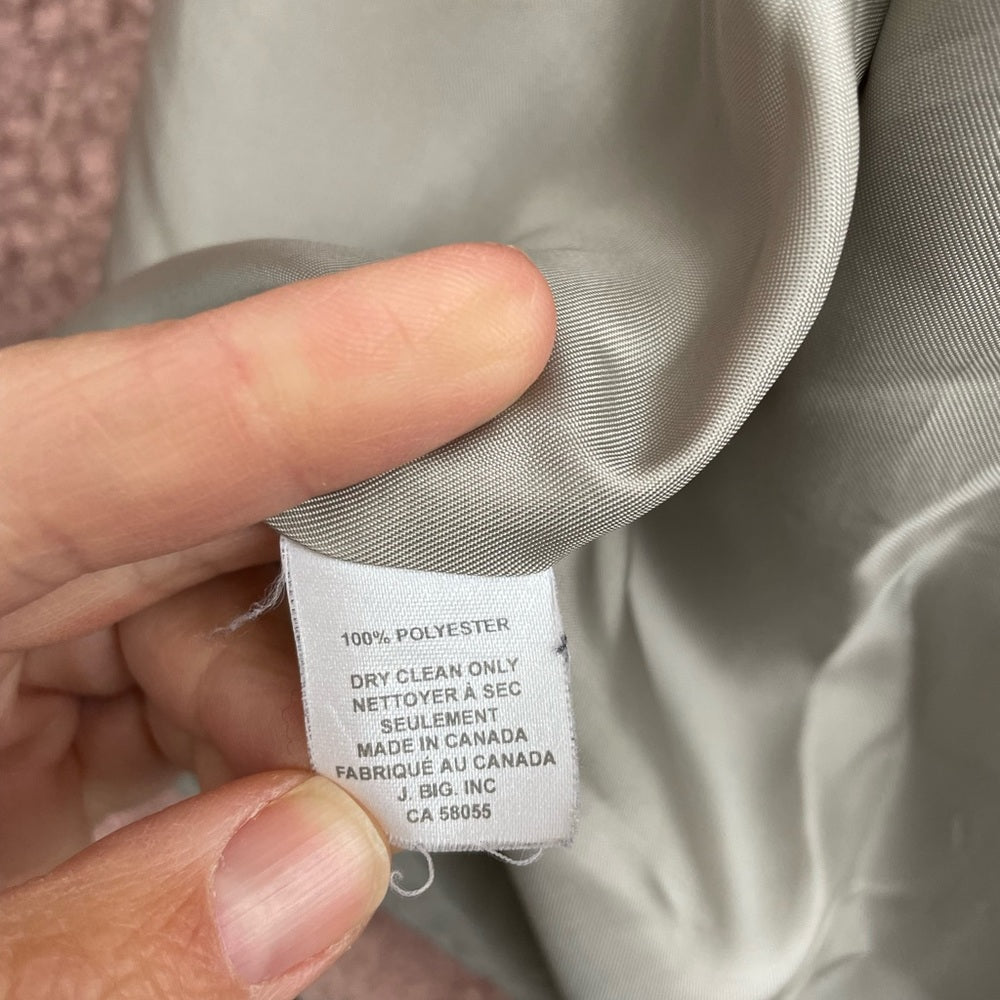 100% POLYESTER
DRY CLEAN ONLY
NETTOYER À SEC
SEULEMENT
MADE IN CANADA
FABRIQUÉ AU CANADA
J. BIG. INC
CA 58055